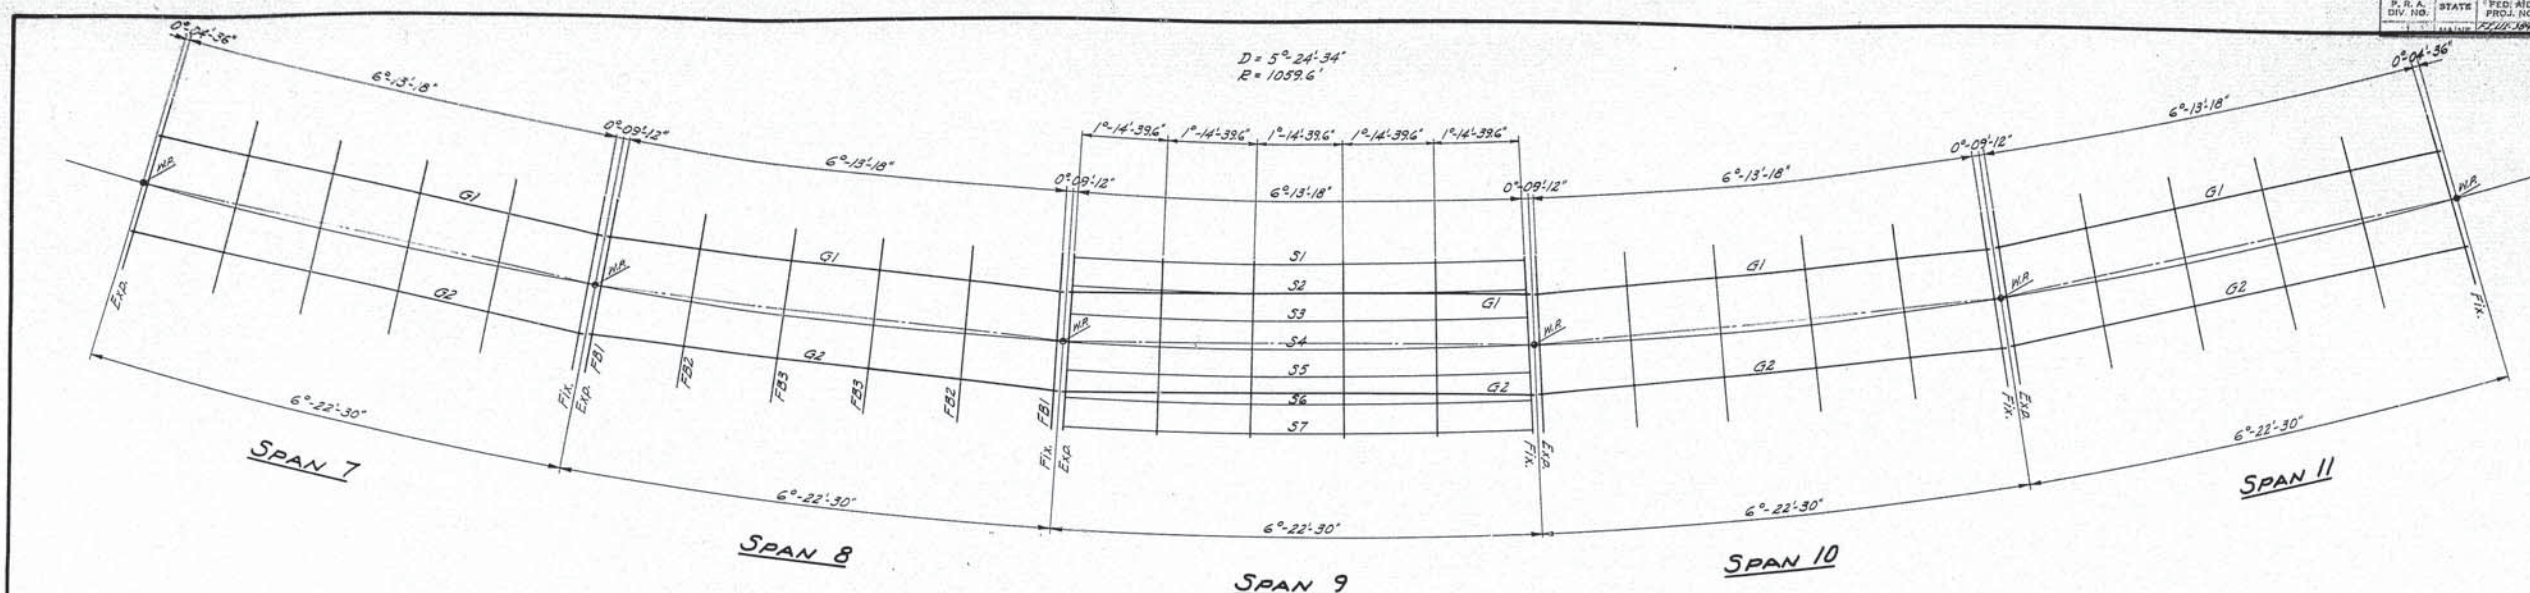 P. R. A.
DIV. NO.
STATE
FED. AID
PROJ. NO.
MAINE
D = 5°-24'-34"
R = 1059.6'
0°-04'-36"
6°-13'-18"
0°-09'-12"
6°-13'-18"
0°-09'-12"
1°-14'-39.6" 1°-14'-39.6" 1°-14'-39.6" 1°-14'-39.6" 1°-14'-39.6"
6°-13'-18"
0°-09'-12"
6°-13'-18"
0°-09'-12"
6°-13'-18"
0°-04'-36"
W.P.
G1
G2
Exp.
Fix.
Exp.
W.P.
FB1
G1
G2
FB2
FB3
FB3
FB2
FB1
Fix.
Exp.
W.P.
S1
S2
G1
S3
S4
S5
G2
S6
S7
W.P.
Fix.
Exp.
G1
G2
W.P.
Fix.
Exp.
G1
G2
W.P.
Fix.
6°-22'-30"
6°-22'-30"
6°-22'-30"
6°-22'-30"
6°-22'-30"
SPAN 7
SPAN 8
SPAN 9
SPAN 10
SPAN 11